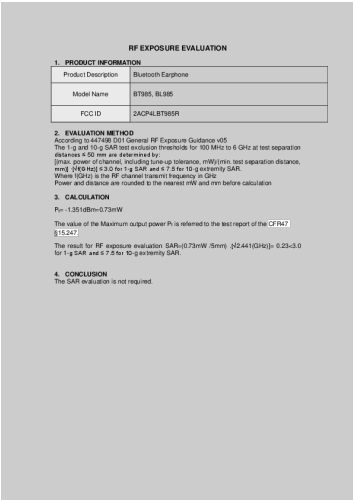 RF EXPOSURE EVALUATION
1. PRODUCT INFORMATION
Product Description Bluetooth Earphone
Model Name BT985, BL985
FCC ID 2ACP4LBT985R
2. EVALUATION METHOD
According to 447498 D01 General RF Exposure Guidance v05
The 1-g and 10-g SAR test exclusion thresholds for 100 MHz to 6 GHz at test separation
distances ≤ 50 mm are determined by:
[(max. power of channel, including tune-up tolerance, mW)/(min. test separation distance,
mm)] ·[√f(GHz)] ≤ 3.0 for 1-g SAR and ≤ 7.5 for 10-g extremity SAR.
Where f(GHz) is the RF channel transmit frequency in GHz
Power and distance are rounded to the nearest mW and mm before calculation
3. CALCULATION
Pt= -1.351dBm=0.73mW
The value of the Maximum output power Pt is referred to the test report of the CFR47
§15.247.
The result for RF exposure evaluation SAR=(0.73mW /5mm) .[√2.441(GHz)]= 0.23<3.0
for 1-g SAR and ≤ 7.5 for 10-g extremity SAR.
4. CONCLUSION
The SAR evaluation is not required.